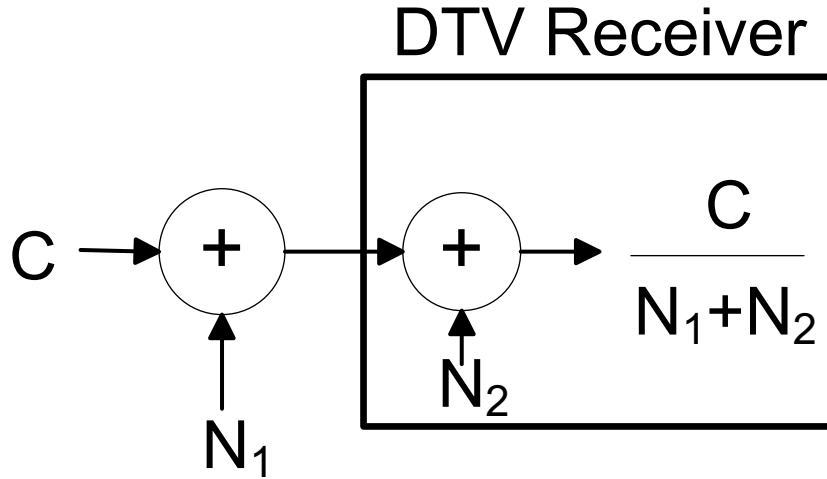 DTV Receiver
C
+
+
C
N₁+N₂
N₂
N₁